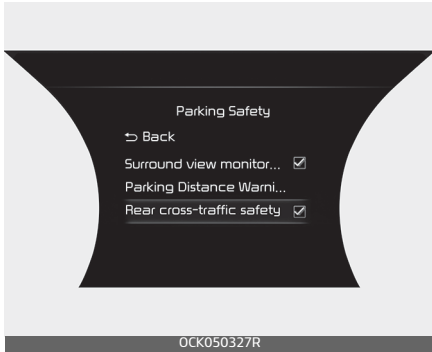 Parking Safety
Back
Surround view monitor...
Parking Distance Warni...
Rear cross-traffic safety
OCK050327R